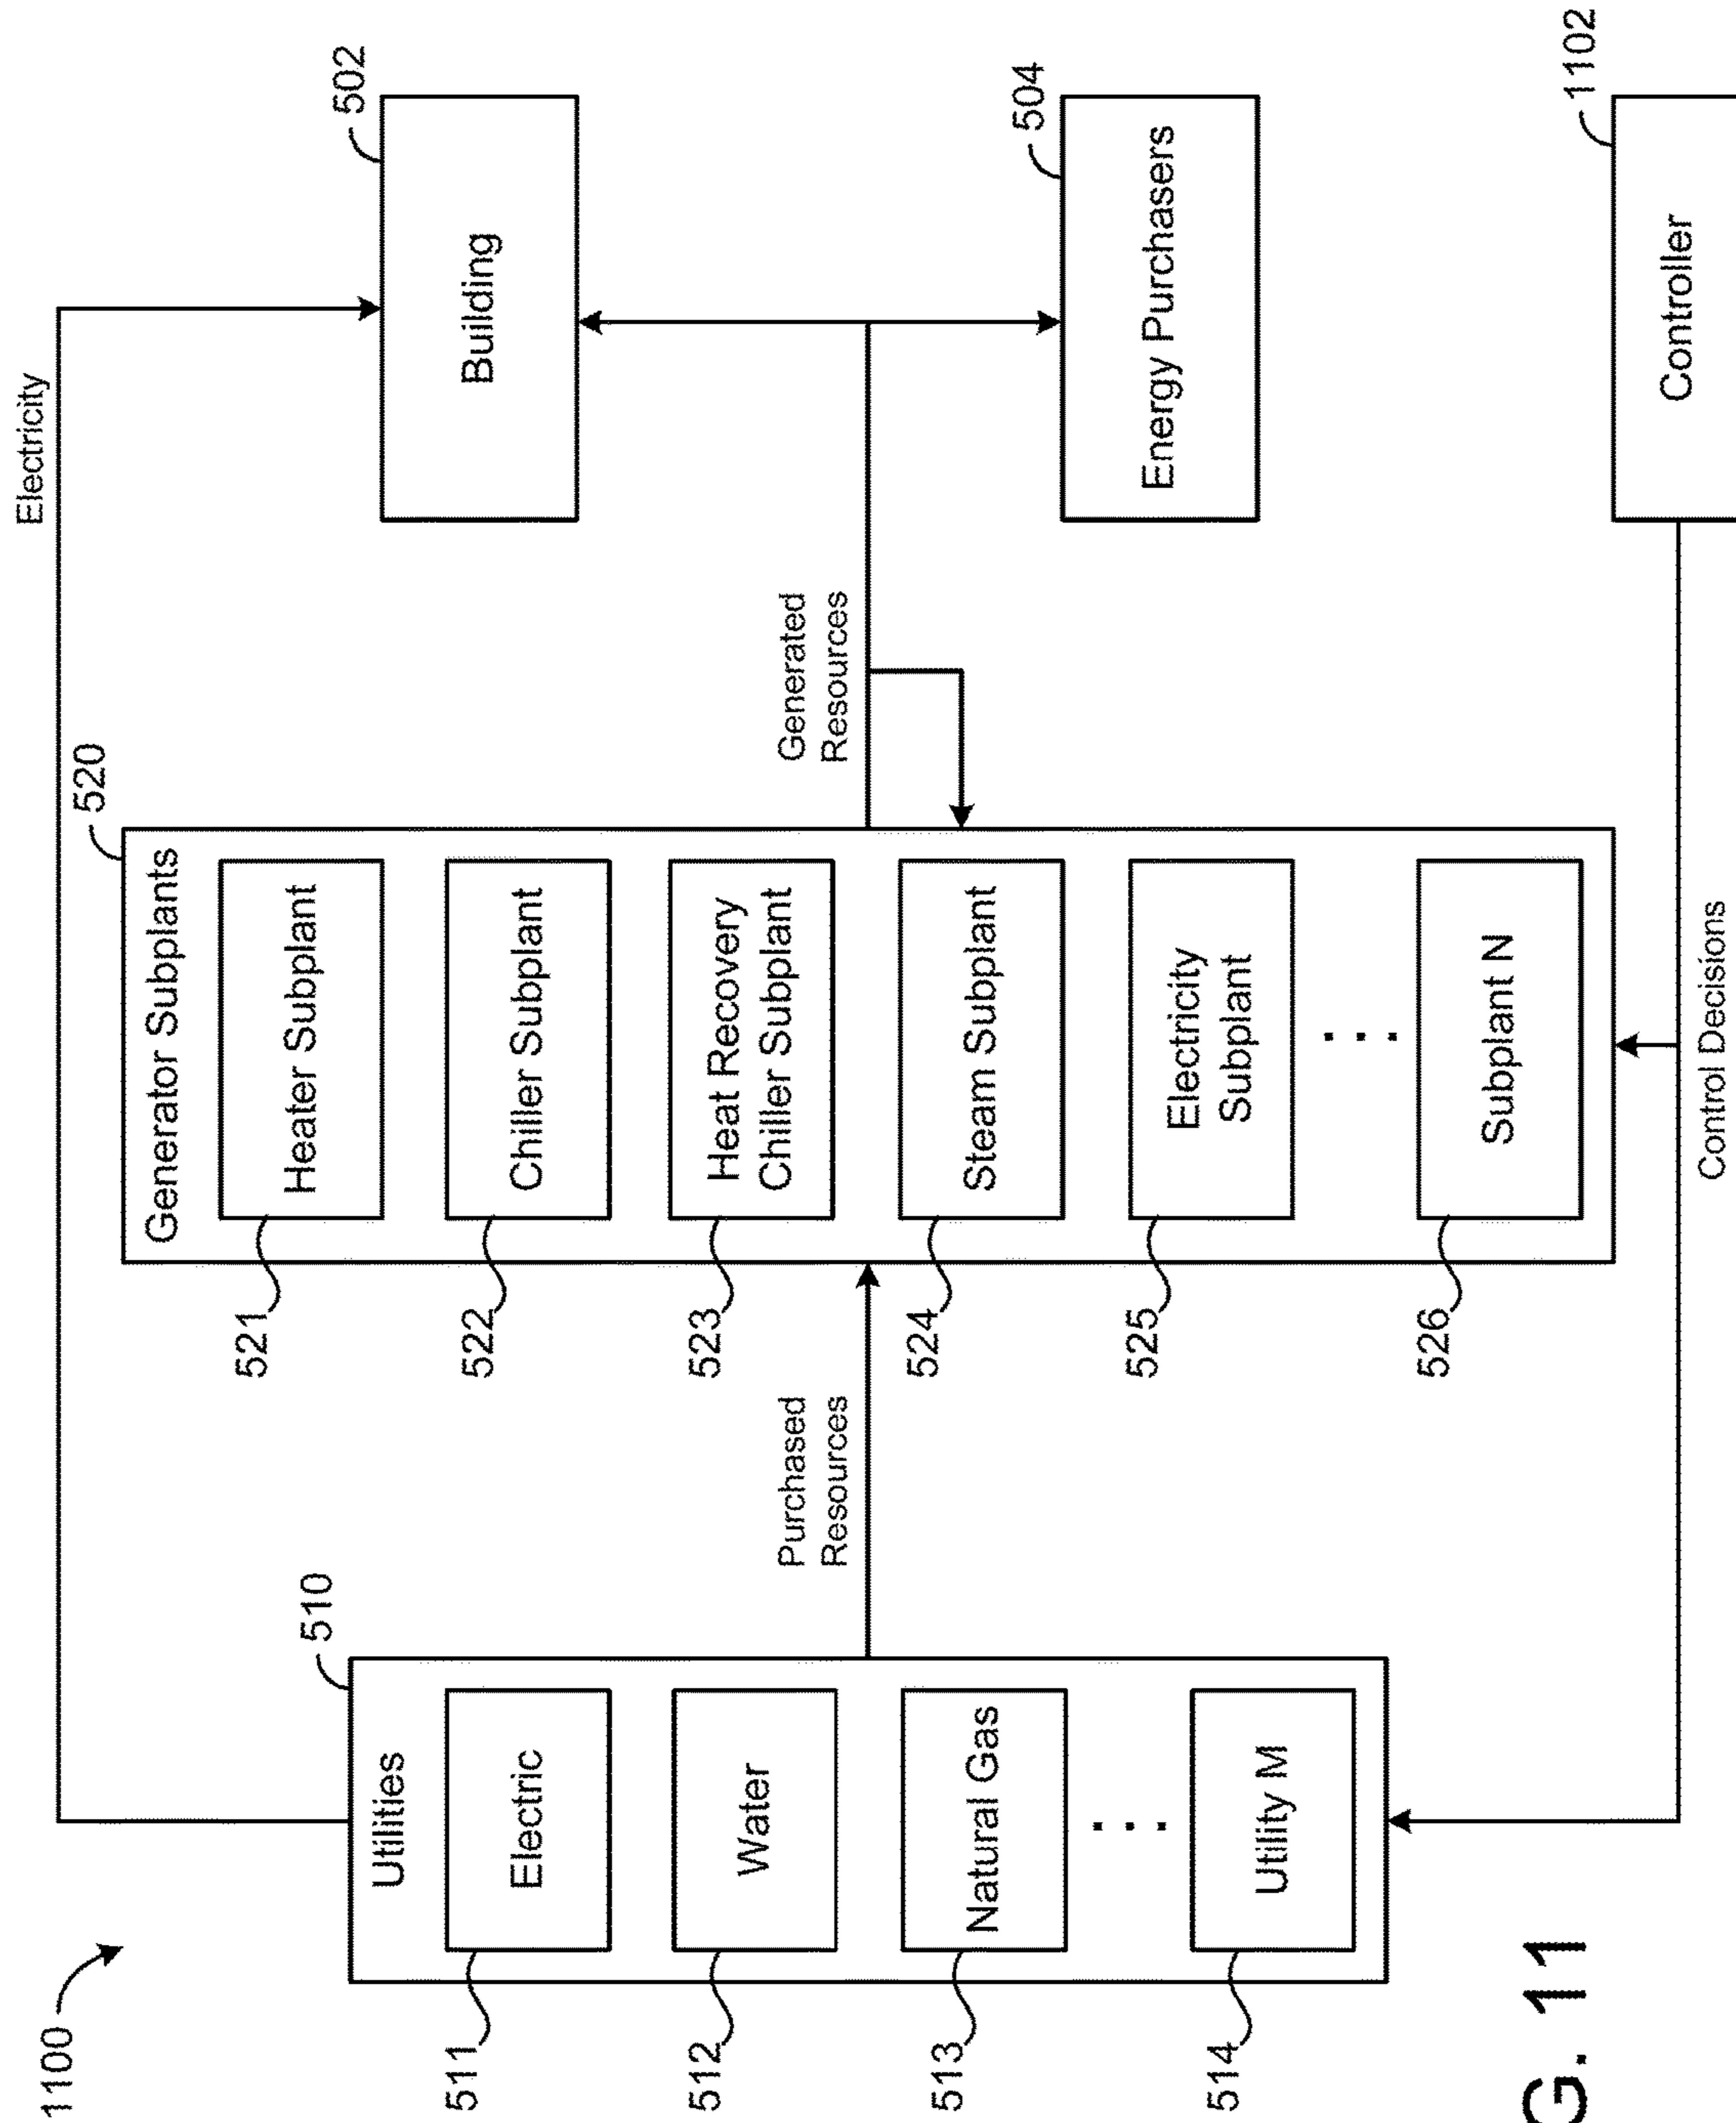 1100
Electricity
Utilities
510
Electric
511
Water
512
Natural Gas
513
. . .
Utility M
514
Purchased
Resources
Generator Subplants
520
Heater Subplant
521
Chiller Subplant
522
Heat Recovery
Chiller Subplant
523
Steam Subplant
524
Electricity
Subplant
525
. . .
Subplant N
526
Generated
Resources
Building
502
Energy Purchasers
504
Controller
1102
Control Decisions
G. 11